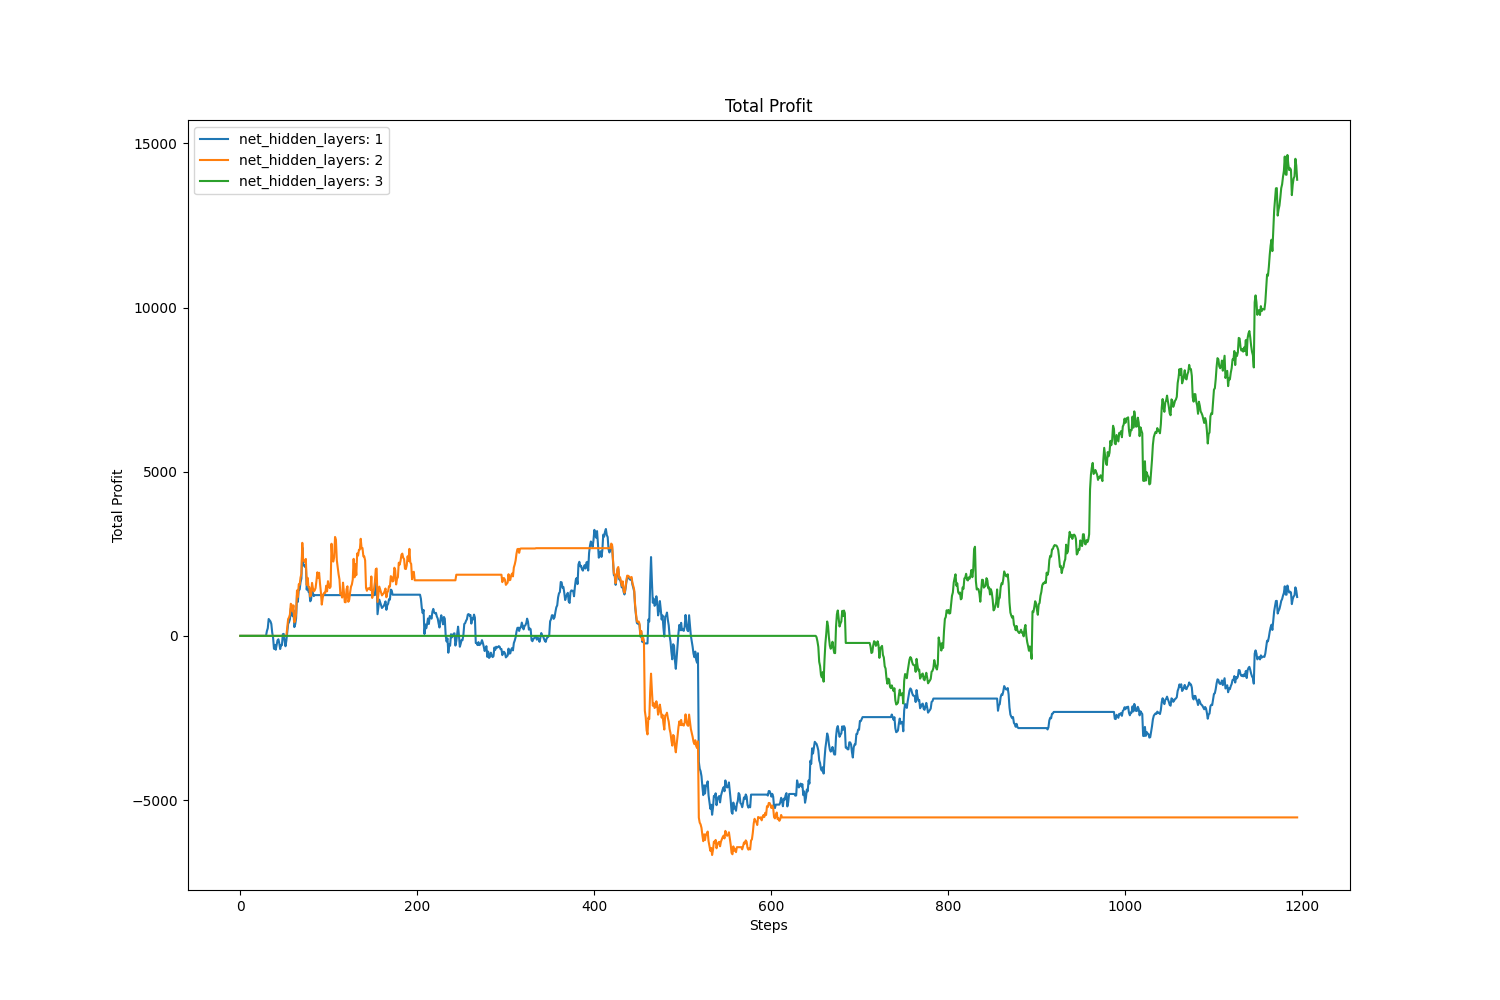 Total Profit
net_hidden_layers: 1
net_hidden_layers: 2
net_hidden_layers: 3
15000
10000
5000
0
−5000
Total Profit
0 200 400 600 800 1000 1200
Steps